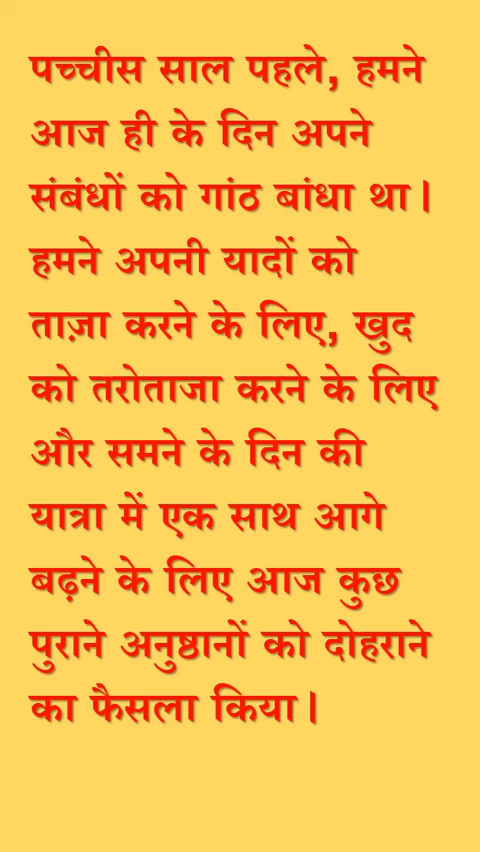 पच्चीस साल पहले, हमने
आज ही के दिन अपने
संबंधों को गांठ बांधा था।
हमने अपनी यादों को
ताज़ा करने के लिए, खुद
को तरोताजा करने के लिए
और समने के दिन की
यात्रा में एक साथ आगे
बढ़ने के लिए आज कुछ
पुराने अनुष्ठानों को दोहराने
का फैसला किया।